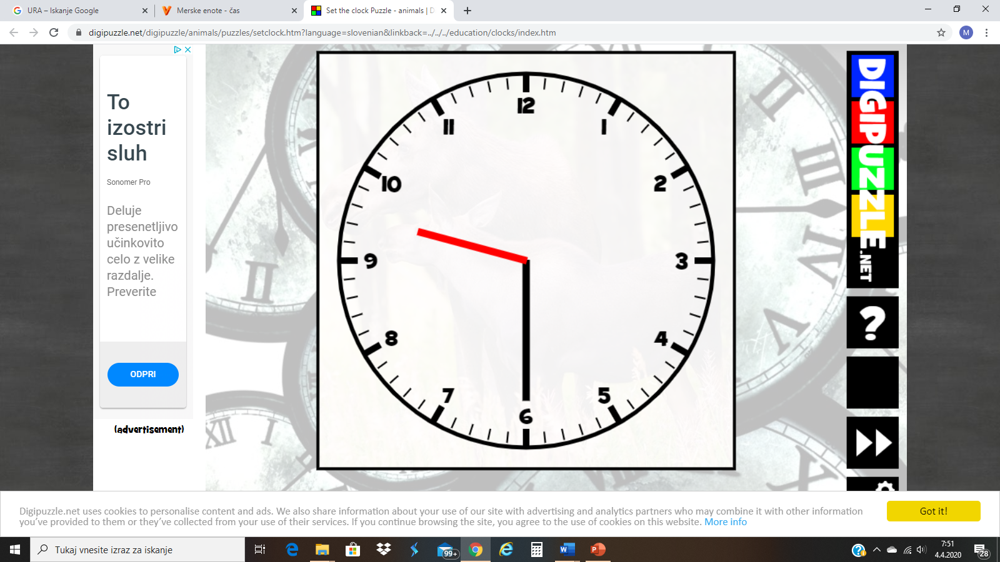 URA – Iskanje Google
Merske enote - čas
Set the clock Puzzle - animals | D
digipuzzle.net/digipuzzle/animals/puzzles/setclock.htm?language=slovenian&linkback=../../../education/clocks/index.htm
M
To
izostri
sluh
Sonomer Pro
Deluje
presenetljivo
učinkovito
celo z velike
razdalje.
Preverite
ODPRI
(advertisement)
12
11
1
10
2
9
3
8
4
7
5
6
II
III
III
V
X
XII
I
DIGIPUZZLE.NET
?
Digipuzzle.net uses cookies to personalise content and ads. We also share information about your use of our site with advertising and analytics partners who may combine it with other information
you’ve provided to them or they’ve collected from your use of their services. If you continue browsing the site, you agree to the use of cookies on this website. More info
Got it!
Tukaj vnesite izraz za iskanje
99+
7:51
4.4.2020
28